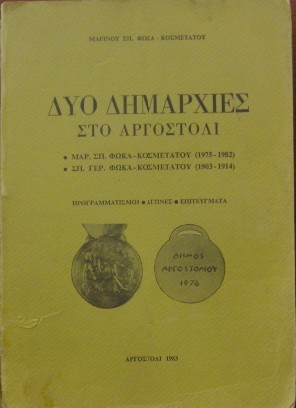 ΜΑΡΙΝΟΥ ΣΠ. ΦΩΚΑ-ΚΟΣΜΕΤΑΤΟΥ
ΔΥΟ ΔΗΜΑΡΧΙΕΣ
ΣΤΟ ΑΡΓΟΣΤΟΛΙ
• ΜΑΡ. ΣΠ. ΦΩΚΑ-ΚΟΣΜΕΤΑΤΟΥ (1975-1982)
• ΣΠ. ΓΕΡ. ΦΩΚΑ-ΚΟΣΜΕΤΑΤΟΥ (1903-1914)
ΠΡΟΓΡΑΜΜΑΤΙΣΜΟΙ • ΑΓΩΝΕΣ • ΕΠΙΤΕΥΓΜΑΤΑ
ΔΗΜΟΣ
ΑΡΓΟΣΤΟΛΙΟΥ
1976
ΑΡΓΟΣΤΟΛΙ 1983